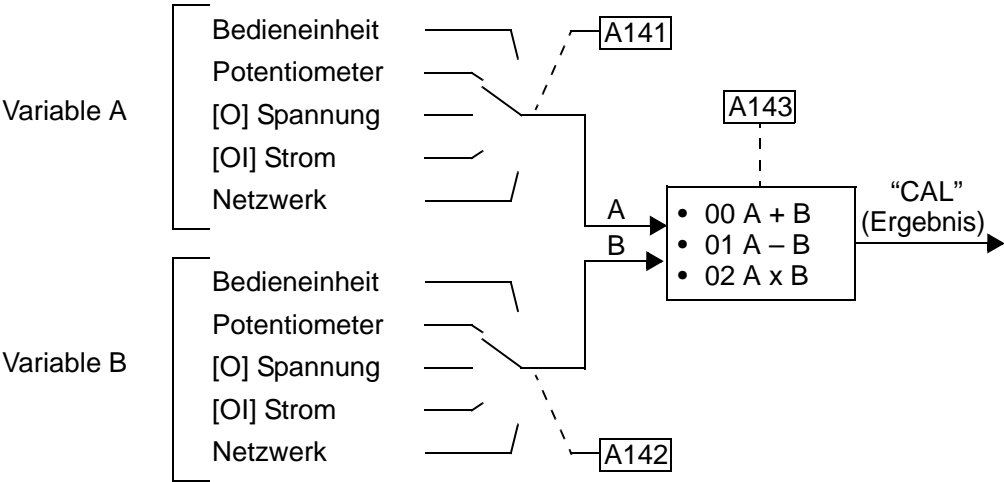 Variable A
Bedieneinheit
Potentiometer
[O] Spannung
[OI] Strom
Netzwerk
A141
A143
A
B
• 00 A + B
• 01 A – B
• 02 A x B
“CAL”
(Ergebnis)
Variable B
Bedieneinheit
Potentiometer
[O] Spannung
[OI] Strom
Netzwerk
A142